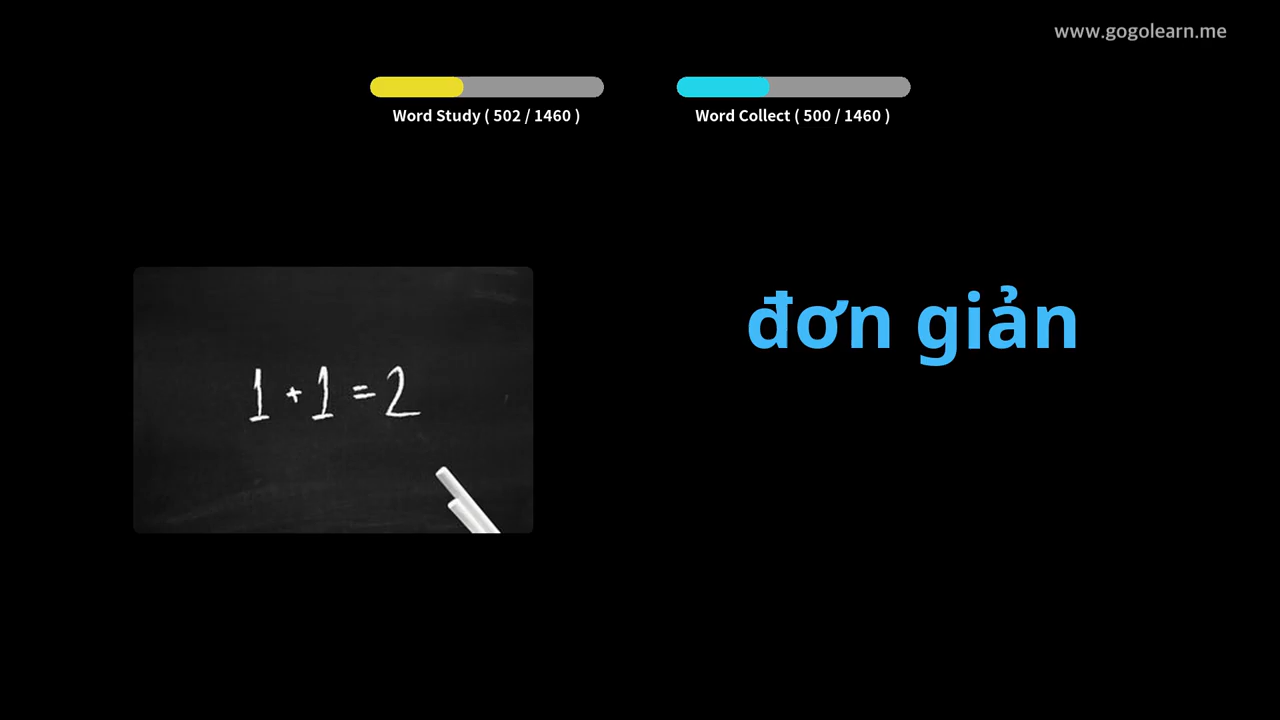 www.gogolearn.me
Word Study ( 502 / 1460 )
Word Collect ( 500 / 1460 )
đơn giản
1 + 1 = 2